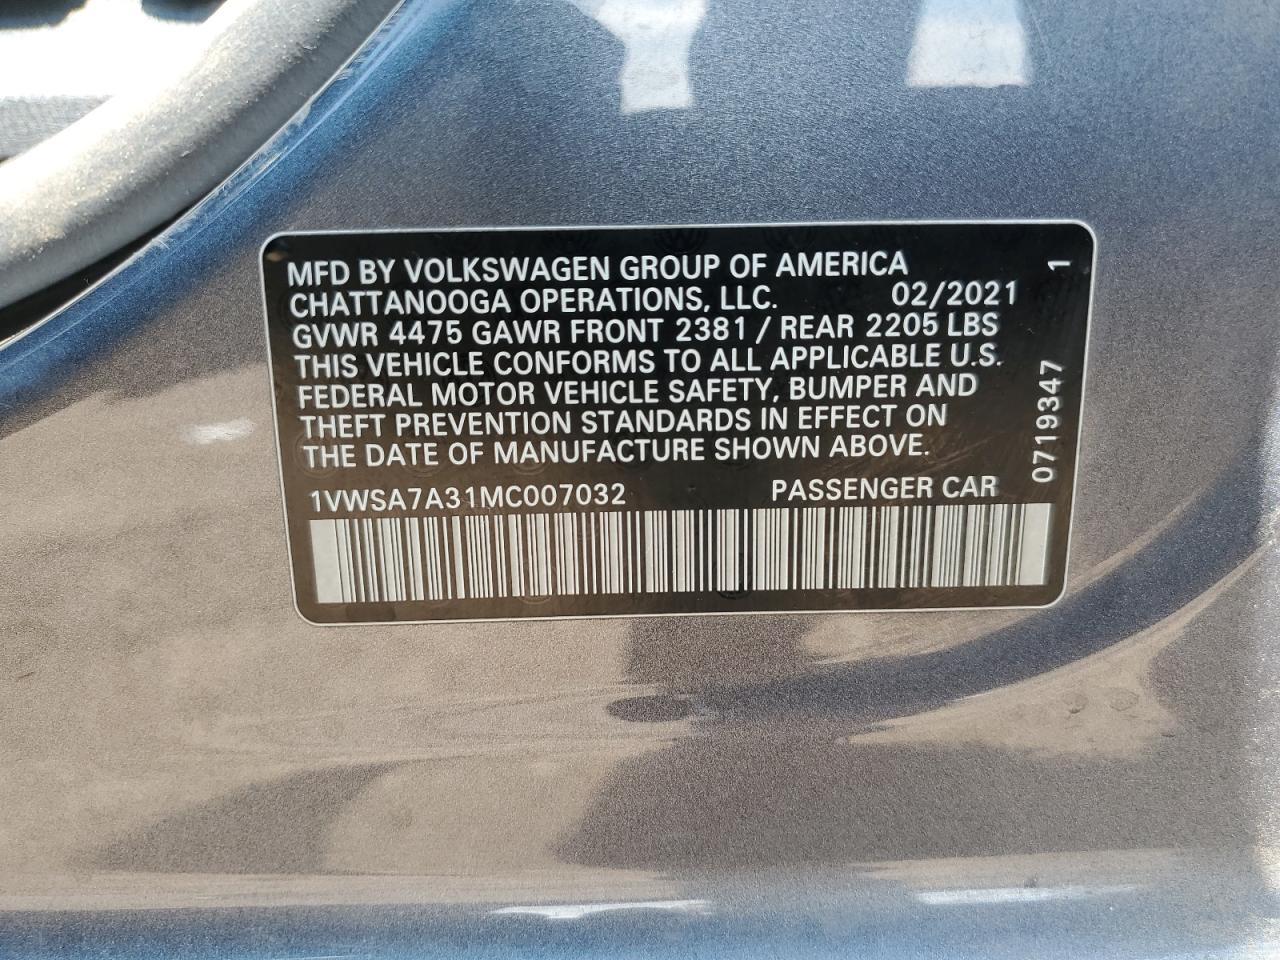 MFD BY VOLKSWAGEN GROUP OF AMERICA
CHATTANOOGA OPERATIONS, LLC. 02/2021
GVWR 4475 GAWR FRONT 2381 / REAR 2205 LBS
THIS VEHICLE CONFORMS TO ALL APPLICABLE U.S.
FEDERAL MOTOR VEHICLE SAFETY, BUMPER AND
THEFT PREVENTION STANDARDS IN EFFECT ON
THE DATE OF MANUFACTURE SHOWN ABOVE.
1VWSA7A31MC007032 PASSENGER CAR
0719347 1